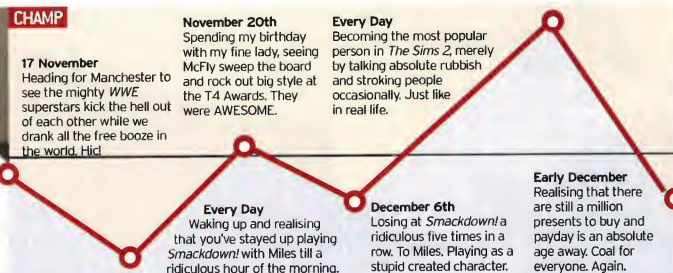 CHAMP
17 November
Heading for Manchester to
see the mighty WWE
superstars kick the hell out
of each other while we
drank all the free booze in
the world. Hic!
November 20th
Spending my birthday
with my fine lady, seeing
McFly sweep the board
and rock out big style at
the T4 Awards. They
were AWESOME.
Every Day
Becoming the most popular
person in The Sims 2, merely
by talking absolute rubbish
and stroking people
occasionally. Just like
in real life.
Every Day
Waking up and realising
that you've stayed up playing
Smackdown! with Miles till a
ridiculous hour of the morning.
December 6th
Losing at Smackdown! a
ridiculous five times in a
row. To Miles. Playing as a
stupid created character.
Early December
Realising that there
are still a million
presents to buy and
payday is an absolute
age away. Coal for
everyone. Again.